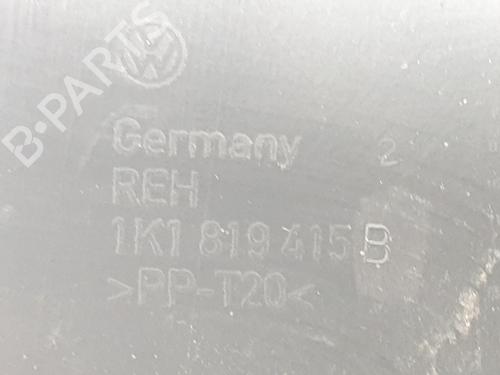 B-PARTS
Germany 2
REH
1K1 819 415 B
>PP-T20<